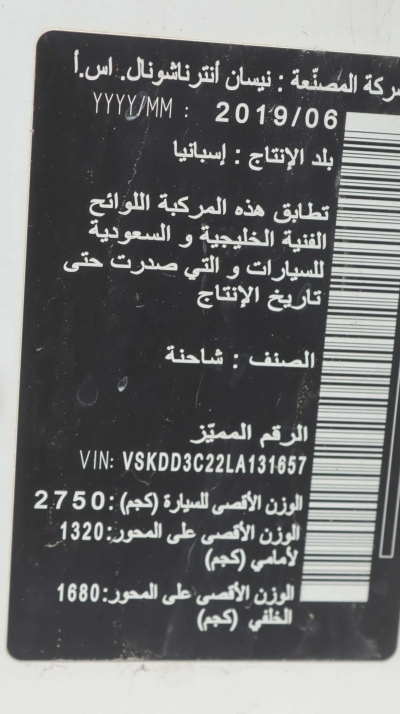 شركة المصنّعة : نيسان أنترناشونال. اس.أ
YYYY/MM : 2019/06
بلد الإنتاج : إسبانيا
تطابق هذه المركبة اللوائح
الفنية الخليجية و السعودية
للسيارات و التي صدرت حتى
تاريخ الإنتاج
الصنف : شاحنة
الرقم المميّز
VIN: VSKDD3C22LA131657
الوزن الأقصى للسيارة (كجم): 2750
الوزن الأقصى على المحور: 1320
لأمامي (كجم)
الوزن الأقصى على المحور: 1680
الخلفي (كجم)